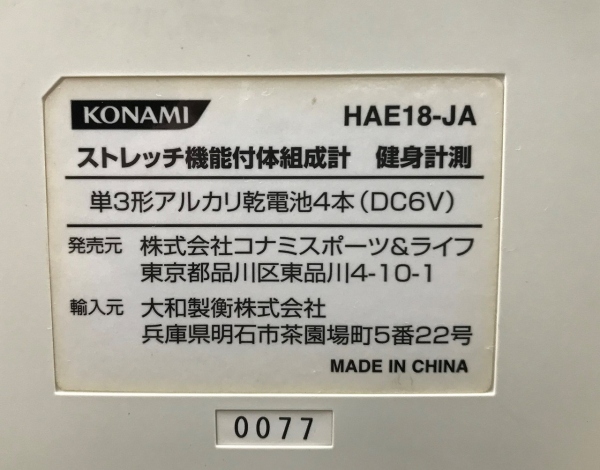 KONAMI HAE18-JA
ストレッチ機能付体組成計 健身計測
単3形アルカリ乾電池4本(DC6V)
発売元 株式会社コナミスポーツ&ライフ
東京都品川区東品川4-10-1
輸入元 大和製衡株式会社
兵庫県明石市茶園場町5番22号
MADE IN CHINA
0077